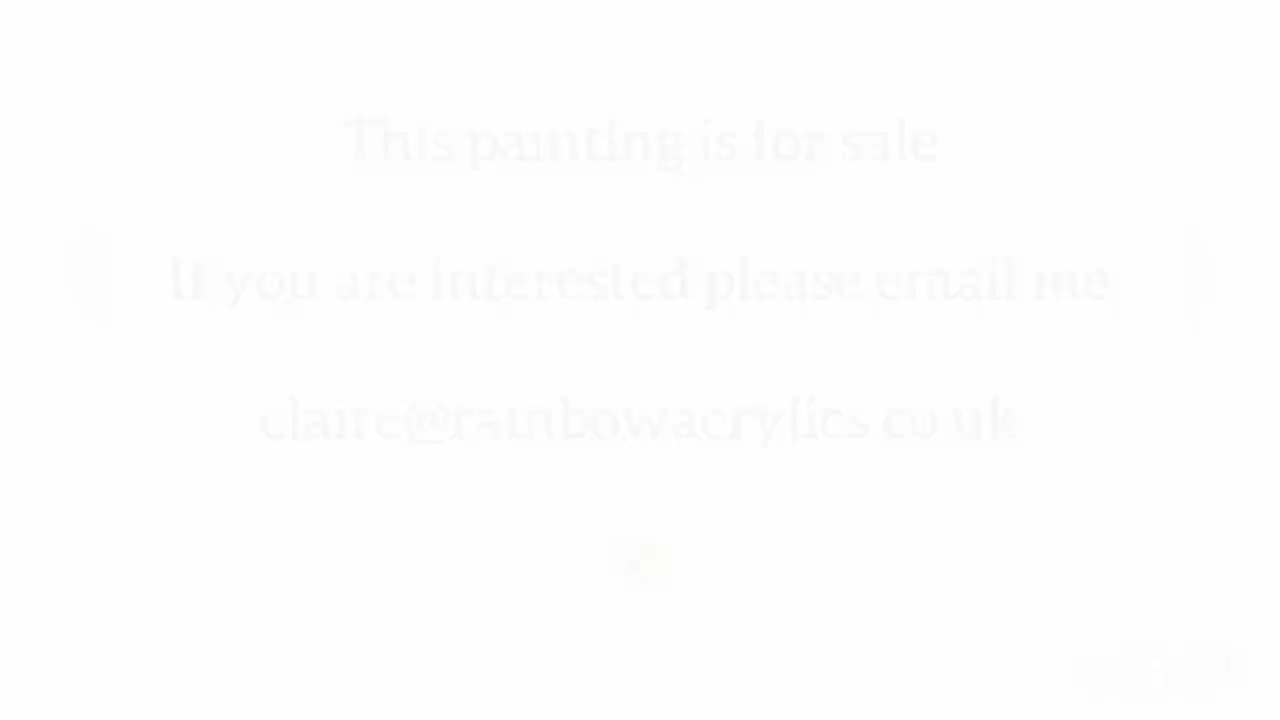 This painting is for sale
If you are interested please email me
claire@rainbowacrylics.co.uk